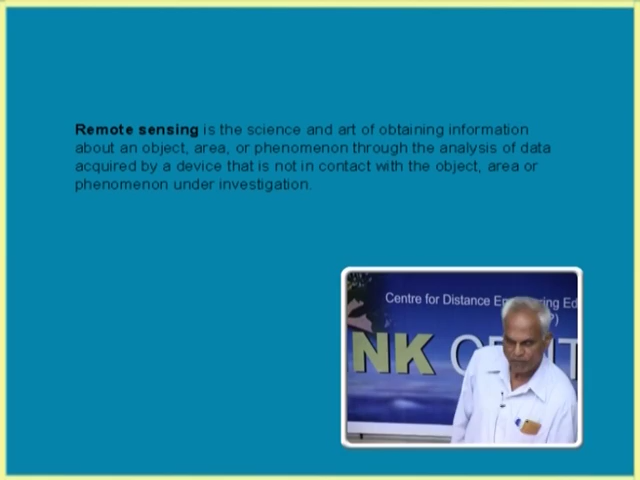 Remote sensing is the science and art of obtaining information
about an object, area, or phenomenon through the analysis of data
acquired by a device that is not in contact with the object, area or
phenomenon under investigation.
Centre for Distance Engineering Ed
NK